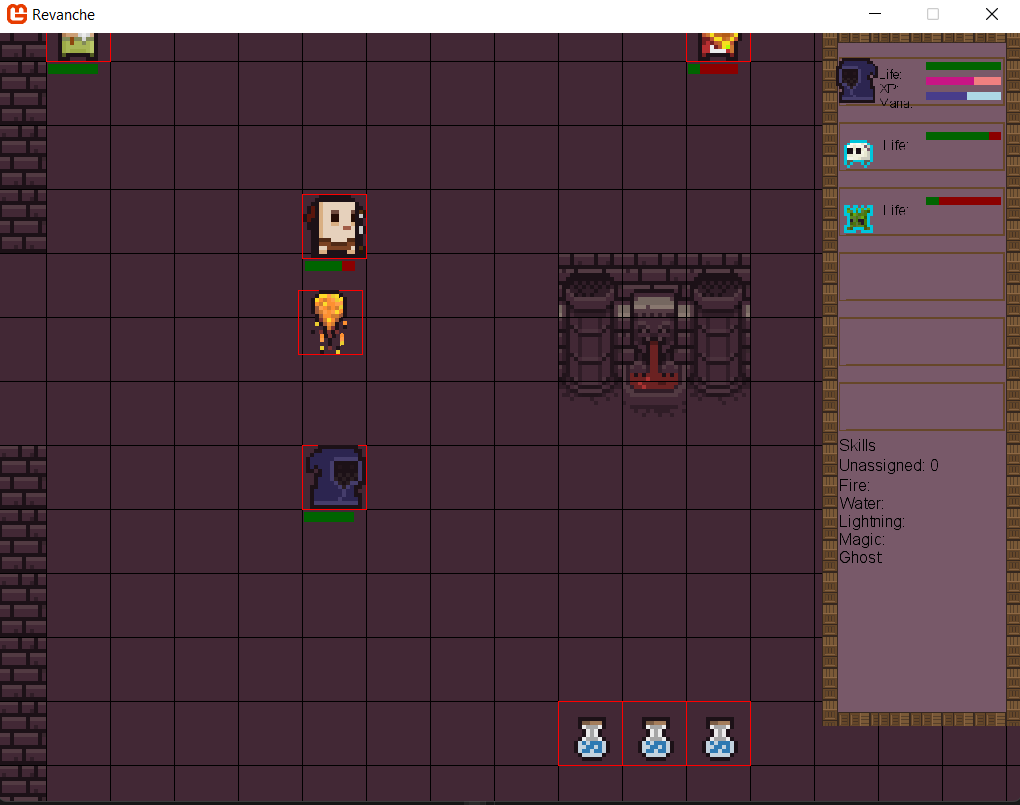 Revanche
Life:
XP:
Mana:
Life:
Life:
Skills
Unassigned: 0
Fire:
Water:
Lightning:
Magic:
Ghost